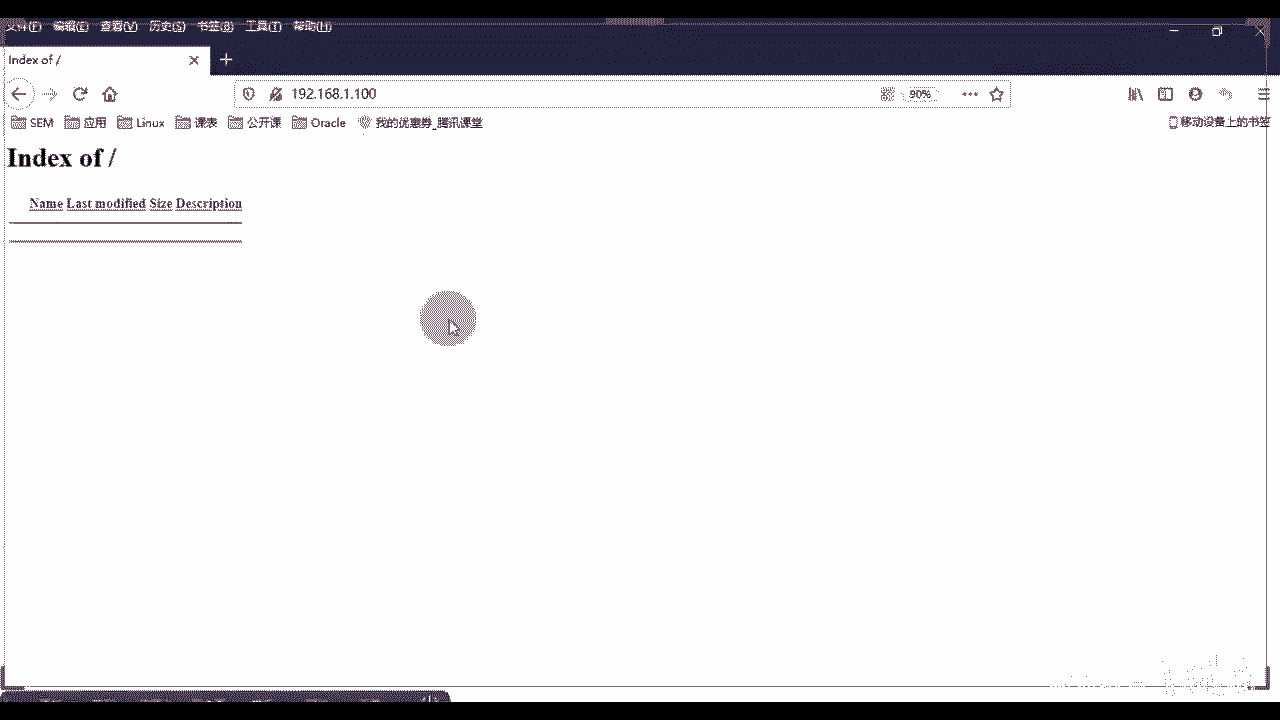 文件(F) 编辑(E) 查看(V) 历史(S) 书签(B) 工具(T) 帮助(H)
Index of /
192.168.1.100 90%
SEM 应用 Linux 课表 公开课 Oracle 我的优惠券_腾讯课堂 移动设备上的书签
Index of /
Name Last modified Size Description